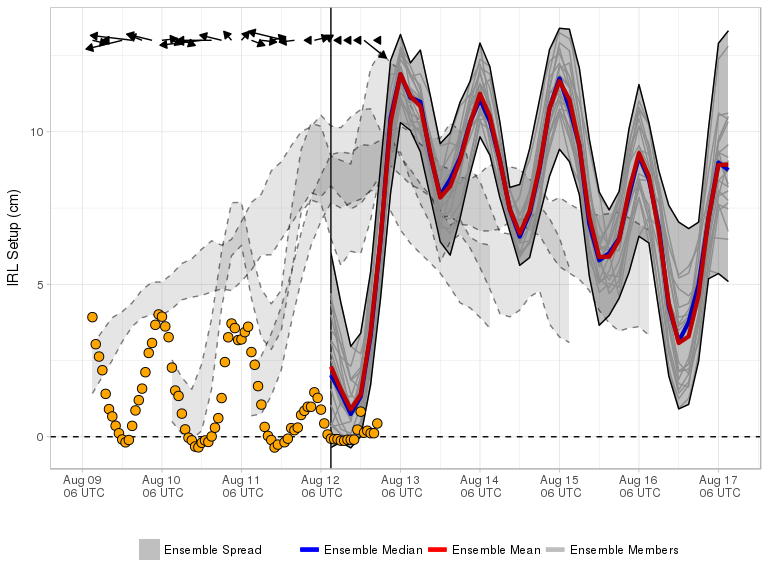 IRL Setup (cm)
10
5
0
Aug 09 Aug 10 Aug 11 Aug 12 Aug 13 Aug 14 Aug 15 Aug 16 Aug 17
06 UTC 06 UTC 06 UTC 06 UTC 06 UTC 06 UTC 06 UTC 06 UTC 06 UTC
Ensemble Spread Ensemble Median Ensemble Mean Ensemble Members